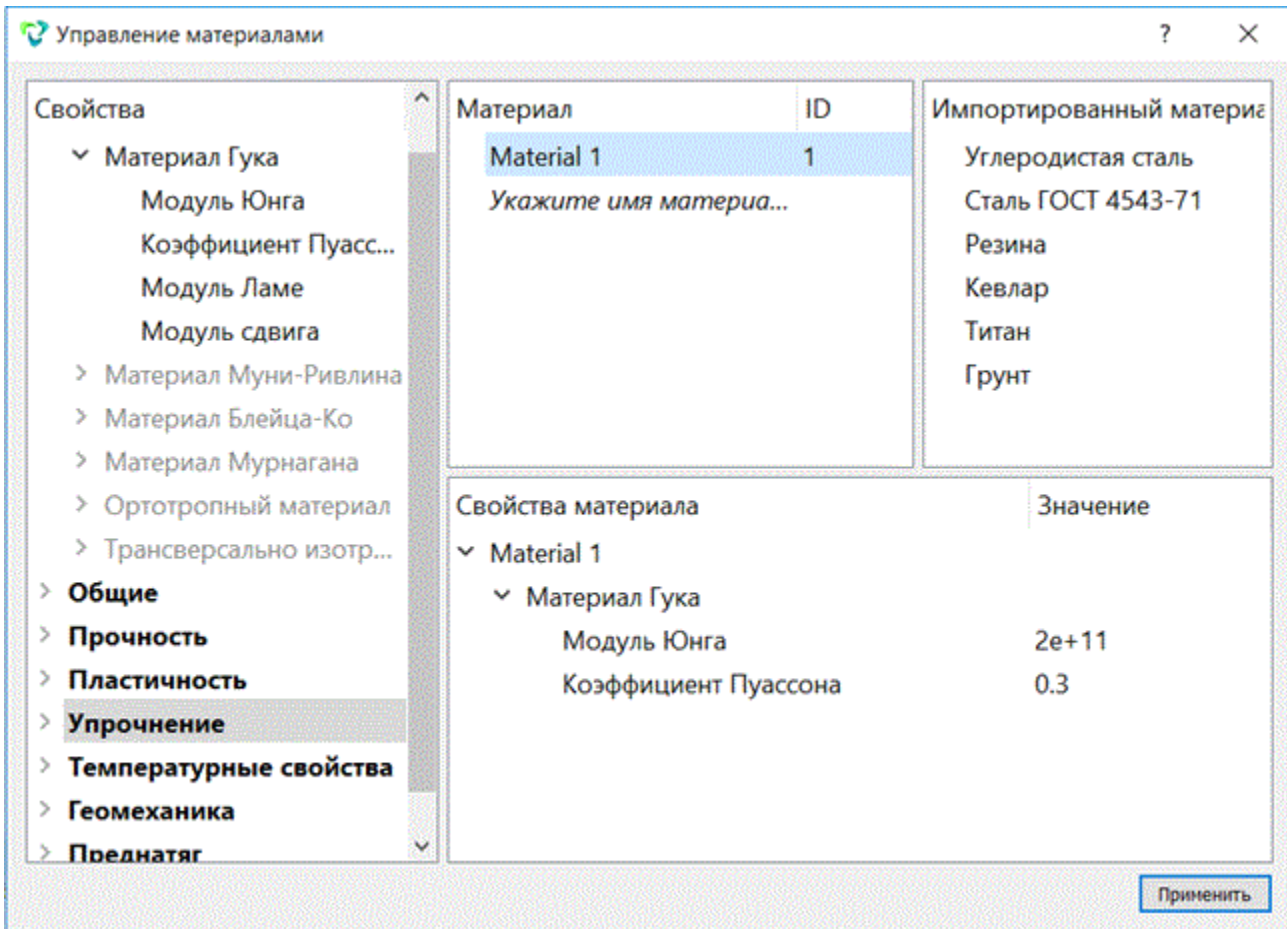 Управление материалами
?
Свойства
Материал Гука
Модуль Юнга
Коэффициент Пуасс...
Модуль Ламе
Модуль сдвига
Материал Муни-Ривлина
Материал Блейца-Ко
Материал Мурнагана
Ортотропный материал
Трансверсально изотр...
Общие
Прочность
Пластичность
Упрочнение
Температурные свойства
Геомеханика
Преднатяг
Материал ID
Material 1 1
Укажите имя материа...
Импортированный материа
Углеродистая сталь
Сталь ГОСТ 4543-71
Резина
Кевлар
Титан
Грунт
Свойства материала Значение
Material 1
Материал Гука
Модуль Юнга 2e+11
Коэффициент Пуассона 0.3
Применить